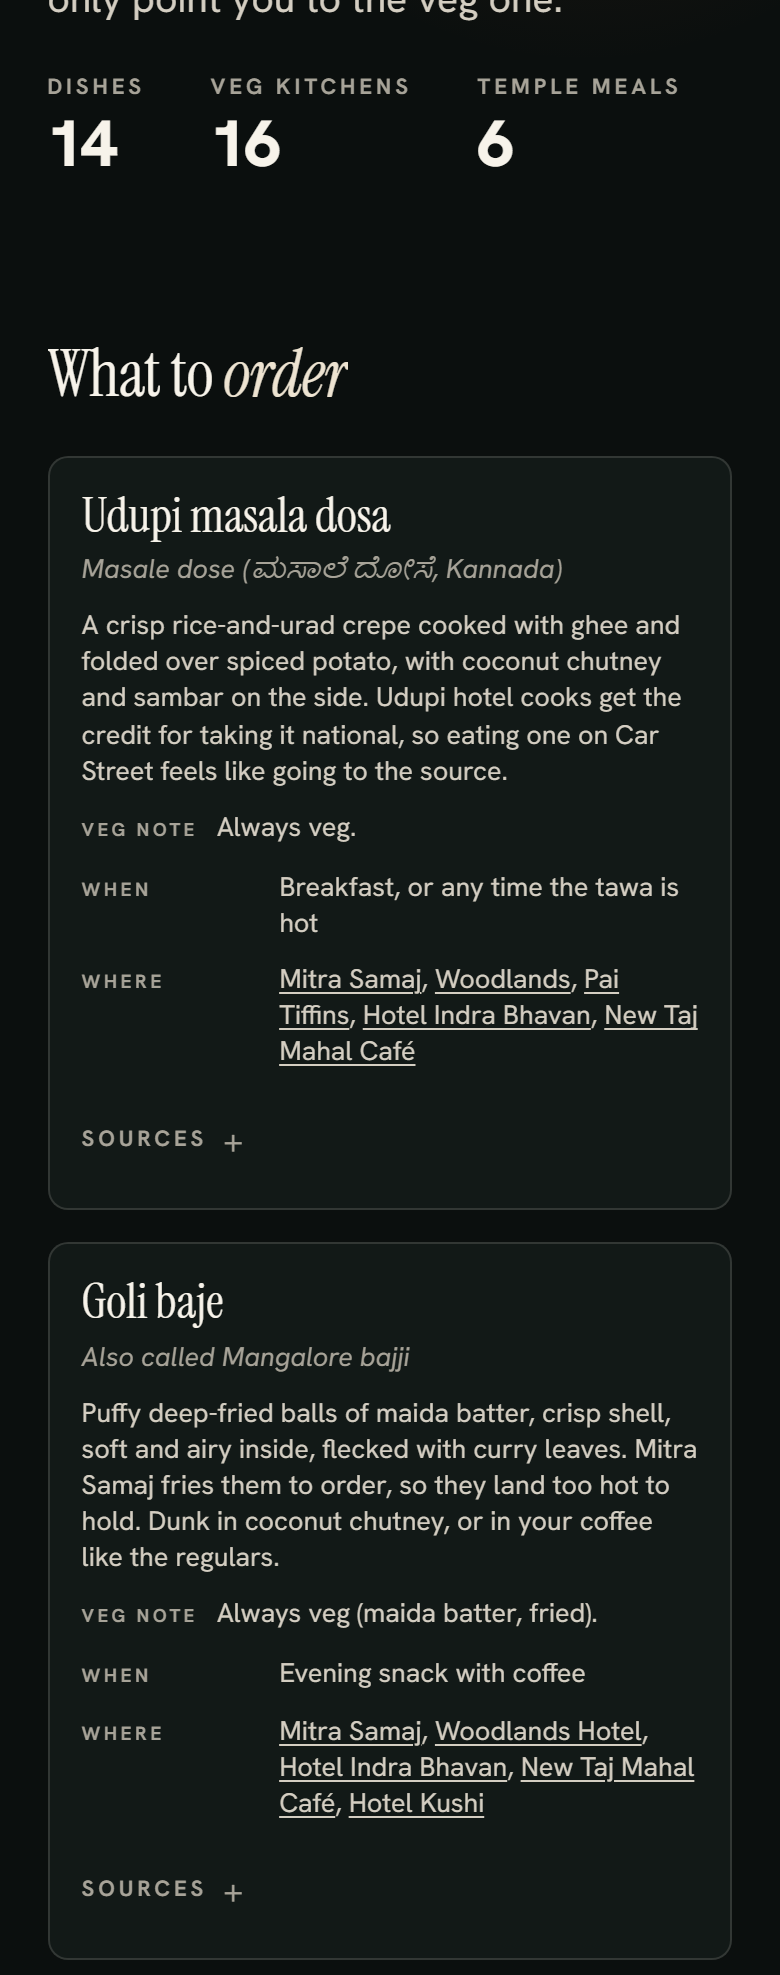 only point you to the veg one.
DISHES VEG KITCHENS TEMPLE MEALS
14 16 6
What to order
Udupi masala dosa
Masale dose (ಮಸಾಲೆ ದೋಸೆ, Kannada)
A crisp rice-and-urad crepe cooked with ghee and
folded over spiced potato, with coconut chutney
and sambar on the side. Udupi hotel cooks get the
credit for taking it national, so eating one on Car
Street feels like going to the source.
VEG NOTE Always veg.
WHEN Breakfast, or any time the tawa is
hot
WHERE Mitra Samaj, Woodlands, Pai
Tiffins, Hotel Indra Bhavan, New Taj
Mahal Café
SOURCES +
Goli baje
Also called Mangalore bajji
Puffy deep-fried balls of maida batter, crisp shell,
soft and airy inside, flecked with curry leaves. Mitra
Samaj fries them to order, so they land too hot to
hold. Dunk in coconut chutney, or in your coffee
like the regulars.
VEG NOTE Always veg (maida batter, fried).
WHEN Evening snack with coffee
WHERE Mitra Samaj, Woodlands Hotel,
Hotel Indra Bhavan, New Taj Mahal
Café, Hotel Kushi
SOURCES +